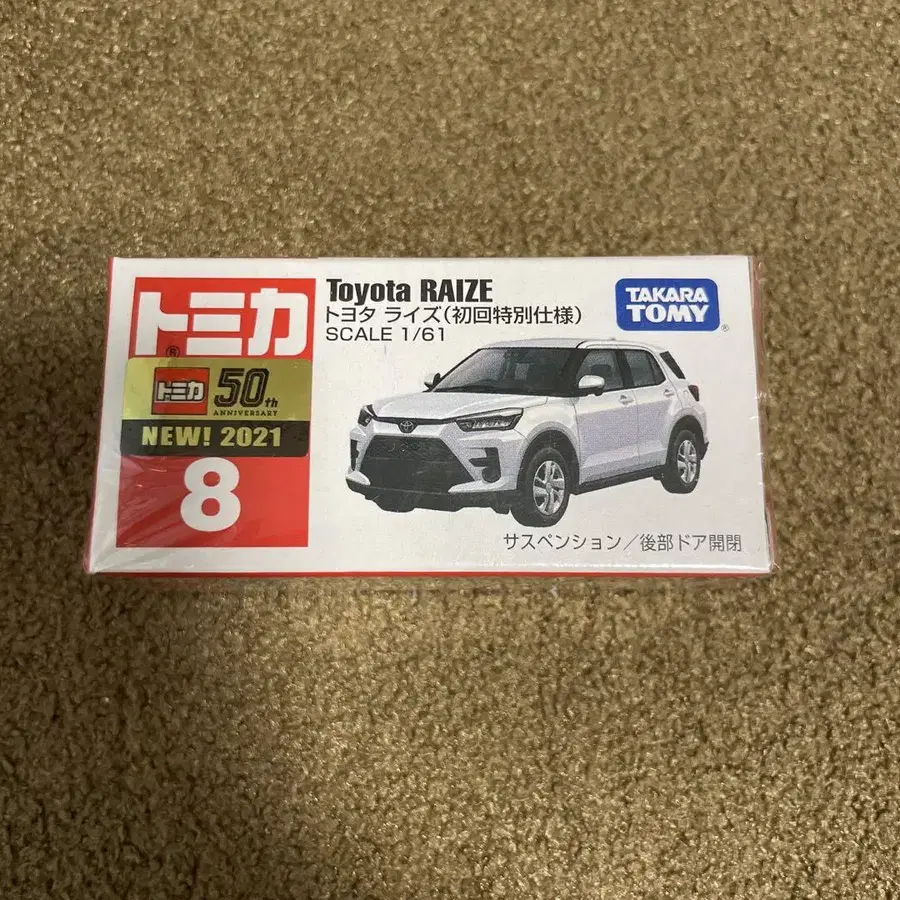 トミカ
®
トミカ 50th
ANNIVERSARY
NEW! 2021
8
Toyota RAIZE
トヨタ ライズ(初回特別仕様)
SCALE 1/61
TAKARA
TOMY
®
サスペンション/後部ドア開閉